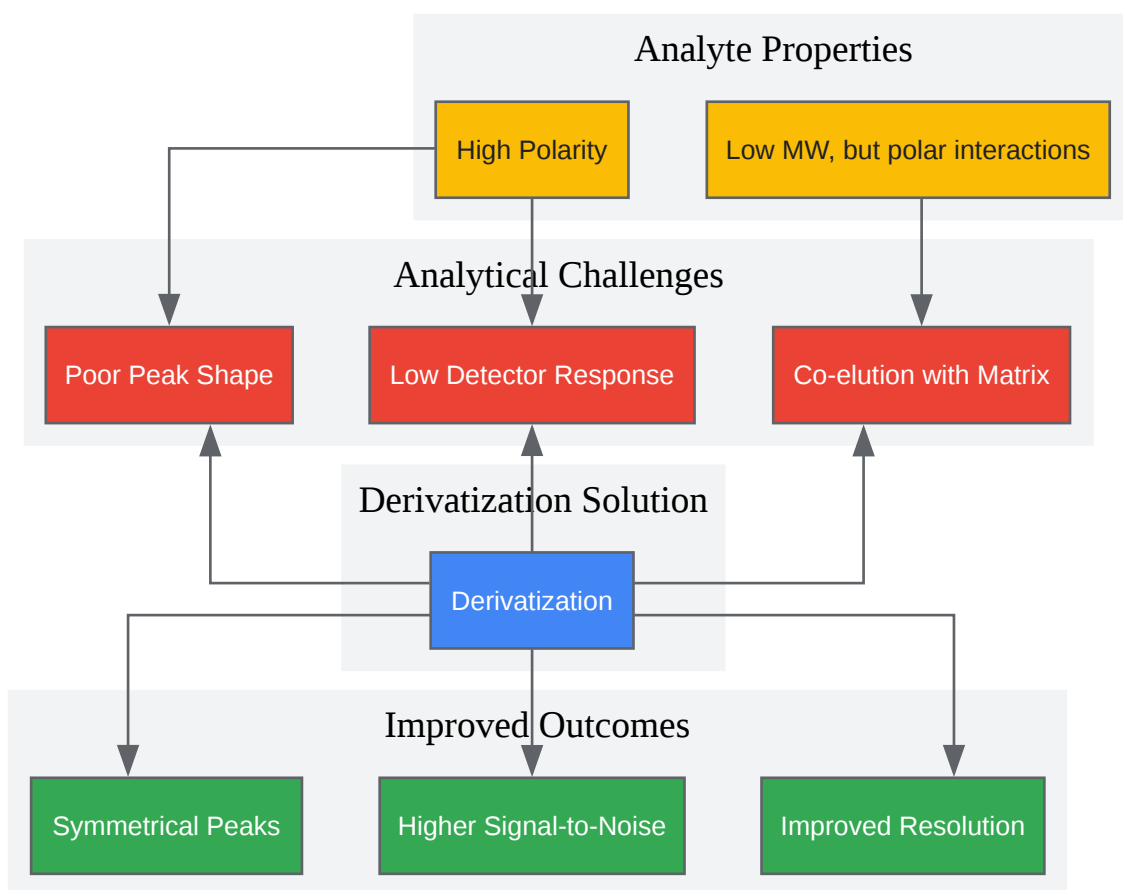 Analyte Properties
High Polarity
Low MW, but polar interactions
Analytical Challenges
Poor Peak Shape
Low Detector Response
Co-elution with Matrix
Derivatization Solution
Derivatization
Improved Outcomes
Symmetrical Peaks
Higher Signal-to-Noise
Improved Resolution